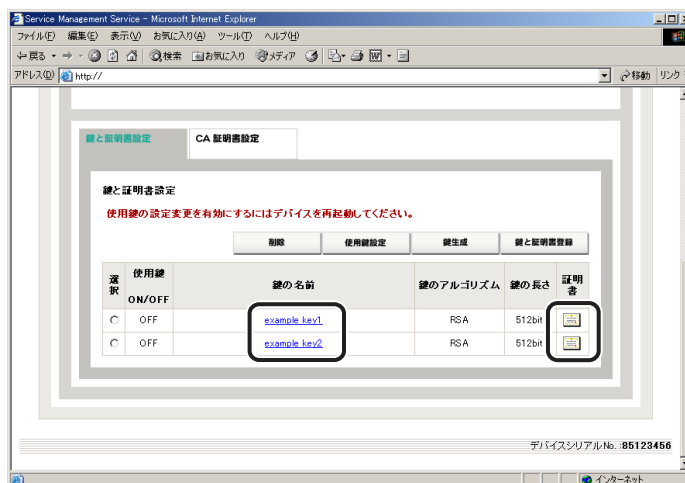 Service Management Service - Microsoft Internet Explorer
ファイル(F) 編集(E) 表示(V) お気に入り(A) ツール(T) ヘルプ(H)
戻る 検索 お気に入り メディア
アドレス(D) http:// 移動 リンク
鍵と証明書設定 CA 証明書設定
鍵と証明書設定
使用鍵の設定変更を有効にするにはデバイスを再起動してください。
削除 使用鍵設定 鍵生成 鍵と証明書登録
選択 使用鍵 ON/OFF 鍵の名前 鍵のアルゴリズム 鍵の長さ 証明書
OFF example key1 RSA 512bit
OFF example key2 RSA 512bit
デバイスシリアルNo. :85123456
インターネット